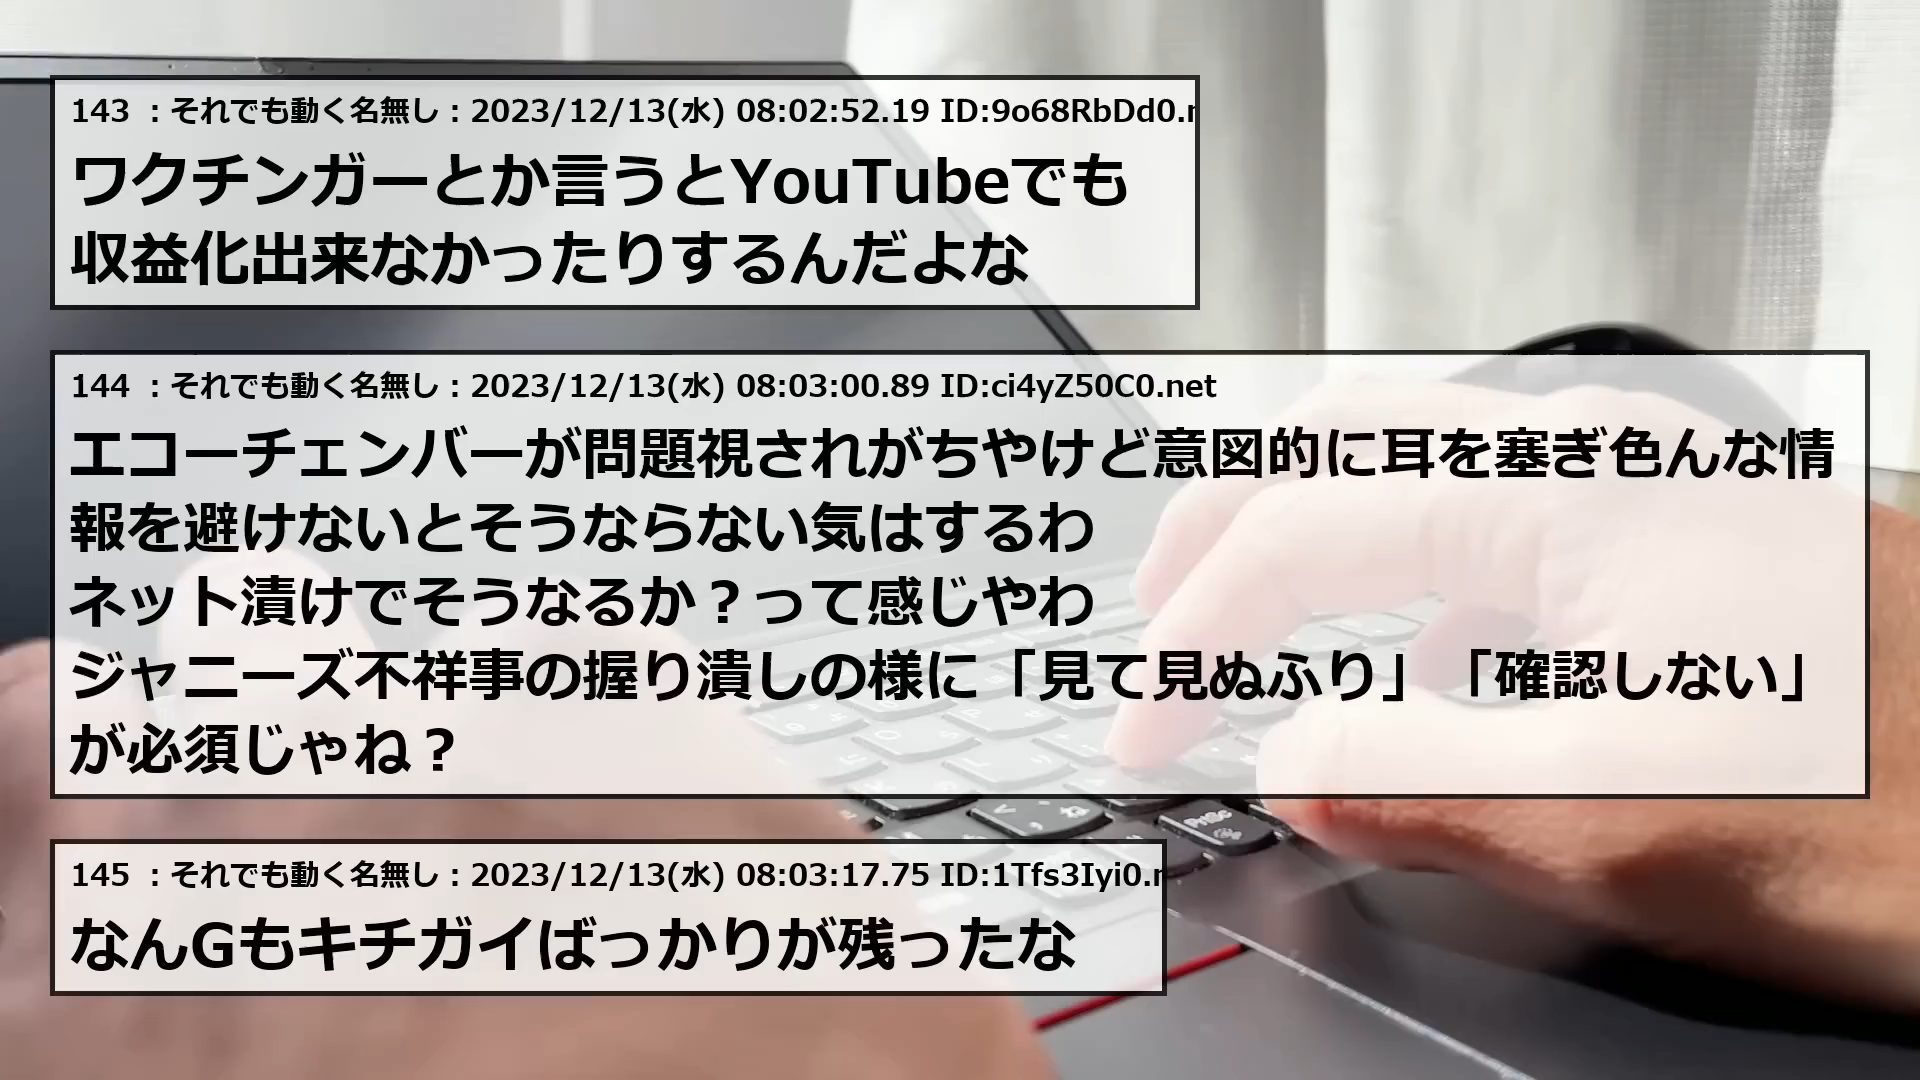 143 ：それでも動く名無し：2023/12/13(水) 08:02:52.19 ID:9o68RbDd0.n
ワクチンガーとか言うとYouTubeでも
収益化出来なかったりするんだよな
144 ：それでも動く名無し：2023/12/13(水) 08:03:00.89 ID:ci4yZ50C0.net
エコーチェンバーが問題視されがちやけど意図的に耳を塞ぎ色んな情
報を避けないとそうならない気はするわ
ネット漬けでそうなるか？って感じやわ
ジャニーズ不祥事の握り潰しの様に「見て見ぬふり」「確認しない」
が必須じゃね？
PrtSc
145 ：それでも動く名無し：2023/12/13(水) 08:03:17.75 ID:1Tfs3Iyi0.n
なんGもキチガイばっかりが残ったな